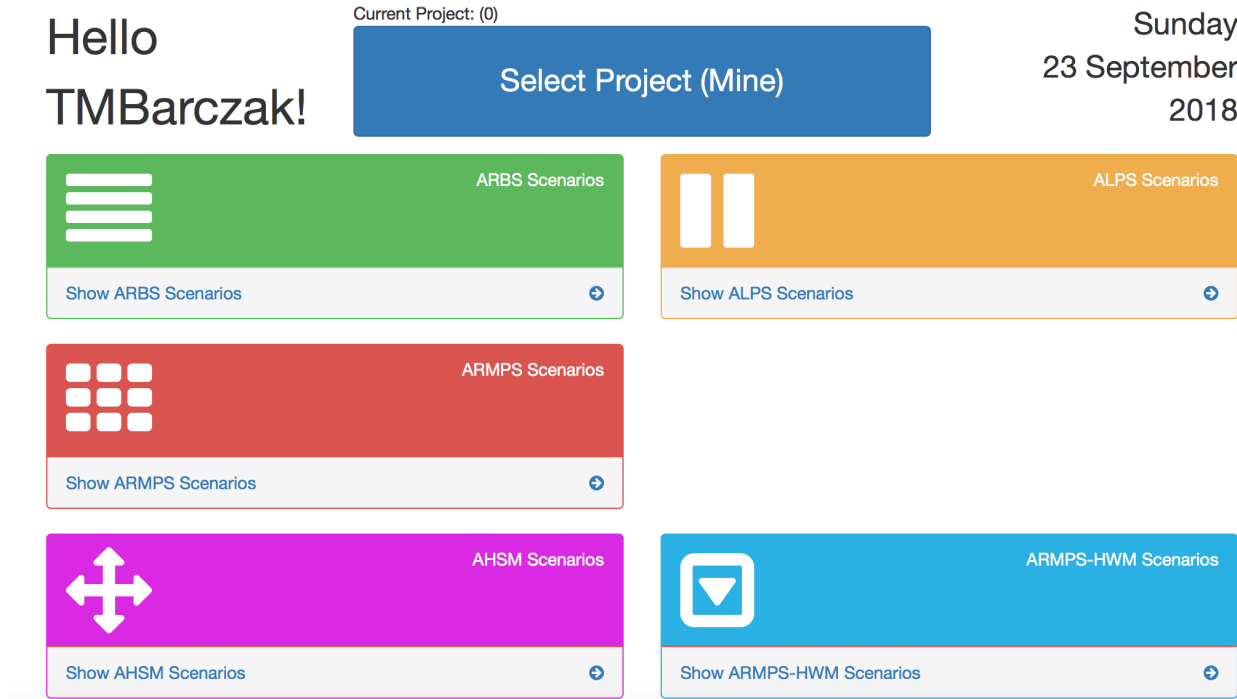 Hello
TMBarczak!
Current Project: (0)
Select Project (Mine)
Sunday
23 September
2018
ARBS Scenarios
Show ARBS Scenarios
ALPS Scenarios
Show ALPS Scenarios
ARMPS Scenarios
Show ARMPS Scenarios
AHSM Scenarios
Show AHSM Scenarios
ARMPS-HWM Scenarios
Show ARMPS-HWM Scenarios